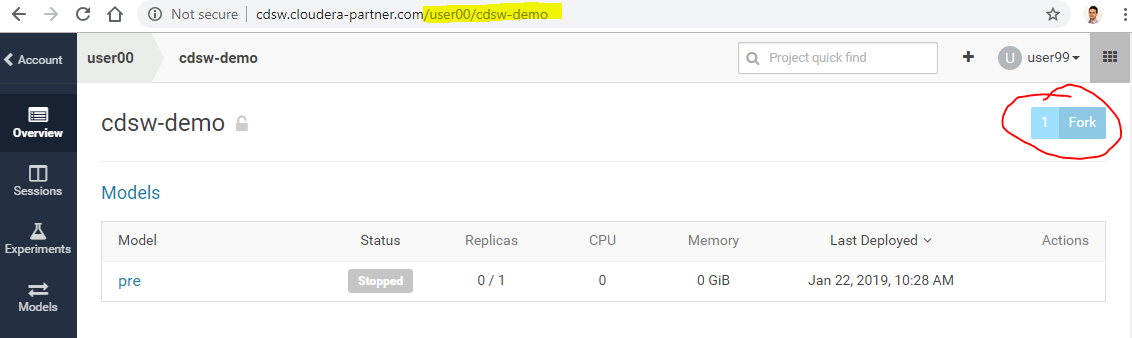 Not secure | cdsw.cloudera-partner.com/user00/cdsw-demo
Account
user00 cdsw-demo Project quick find + U user99
Overview
Sessions
Experiments
Models
cdsw-demo 1 Fork
Models
Model Status Replicas CPU Memory Last Deployed Actions
pre Stopped 0 / 1 0 0 GiB Jan 22, 2019, 10:28 AM